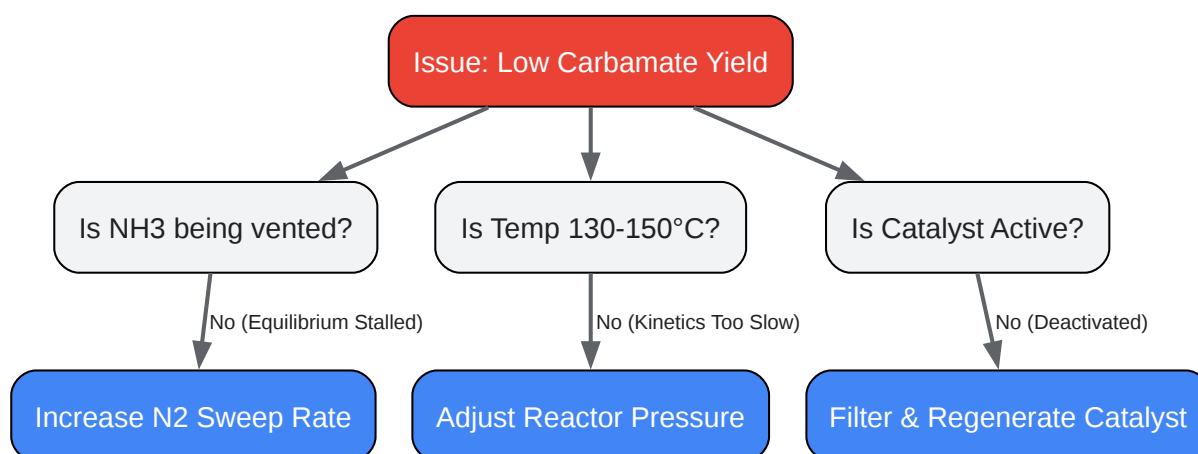 Issue: Low Carbamate Yield
Is NH3 being vented?
Is Temp 130-150°C?
Is Catalyst Active?
No (Equilibrium Stalled)
No (Kinetics Too Slow)
No (Deactivated)
Increase N2 Sweep Rate
Adjust Reactor Pressure
Filter & Regenerate Catalyst